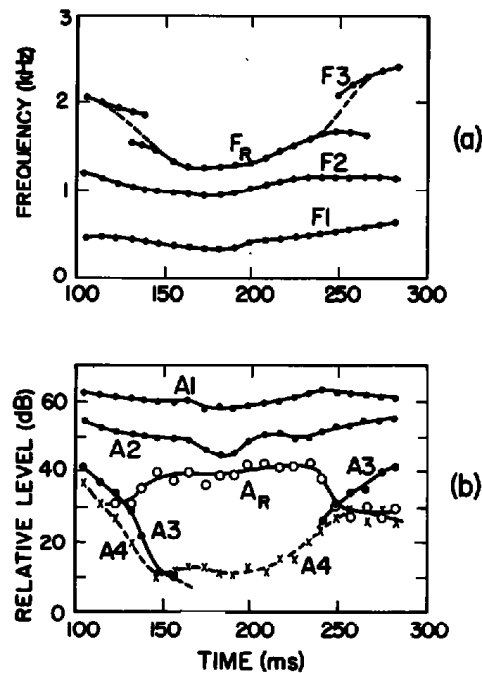 3
2
1
0
FREQUENCY (kHz)
F3
FR
F2
F1
(a)
100 150 200 250 300
60
40
20
0
RELATIVE LEVEL (dB)
A1
A2
A3
AR
A3
A4
A4
(b)
100 150 200 250 300
TIME (ms)